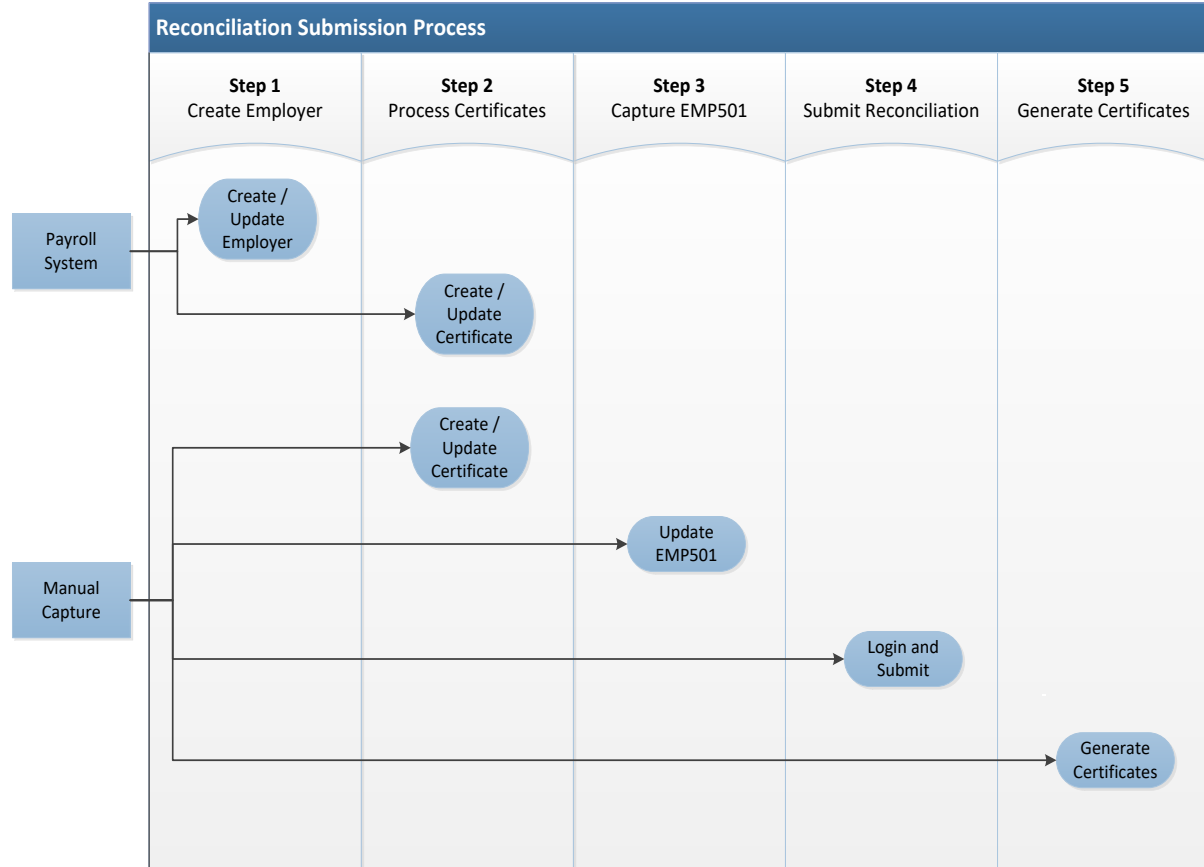 Reconciliation Submission Process
Step 1
Create Employer
Step 2
Process Certificates
Step 3
Capture EMP501
Step 4
Submit Reconciliation
Step 5
Generate Certificates
Payroll
System
Create /
Update
Employer
Create /
Update
Certificate
Create /
Update
Certificate
Update
EMP501
Manual
Capture
Login and
Submit
Generate
Certificates